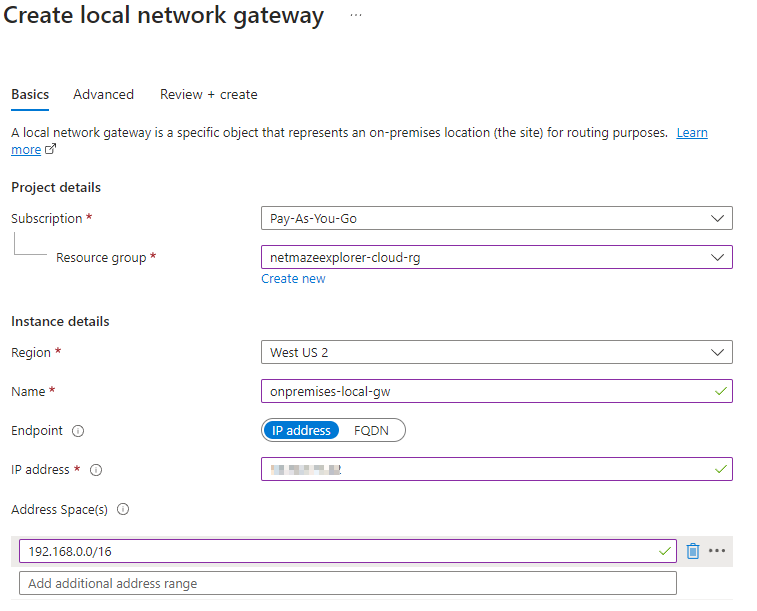 Create local network gateway ...
Basics Advanced Review + create
A local network gateway is a specific object that represents an on-premises location (the site) for routing purposes. Learn
more
Project details
Subscription * Pay-As-You-Go
Resource group * netmazeexplorer-cloud-rg
Create new
Instance details
Region * West US 2
Name * onpremises-local-gw
Endpoint IP address FQDN
IP address *
Address Space(s)
192.168.0.0/16
Add additional address range